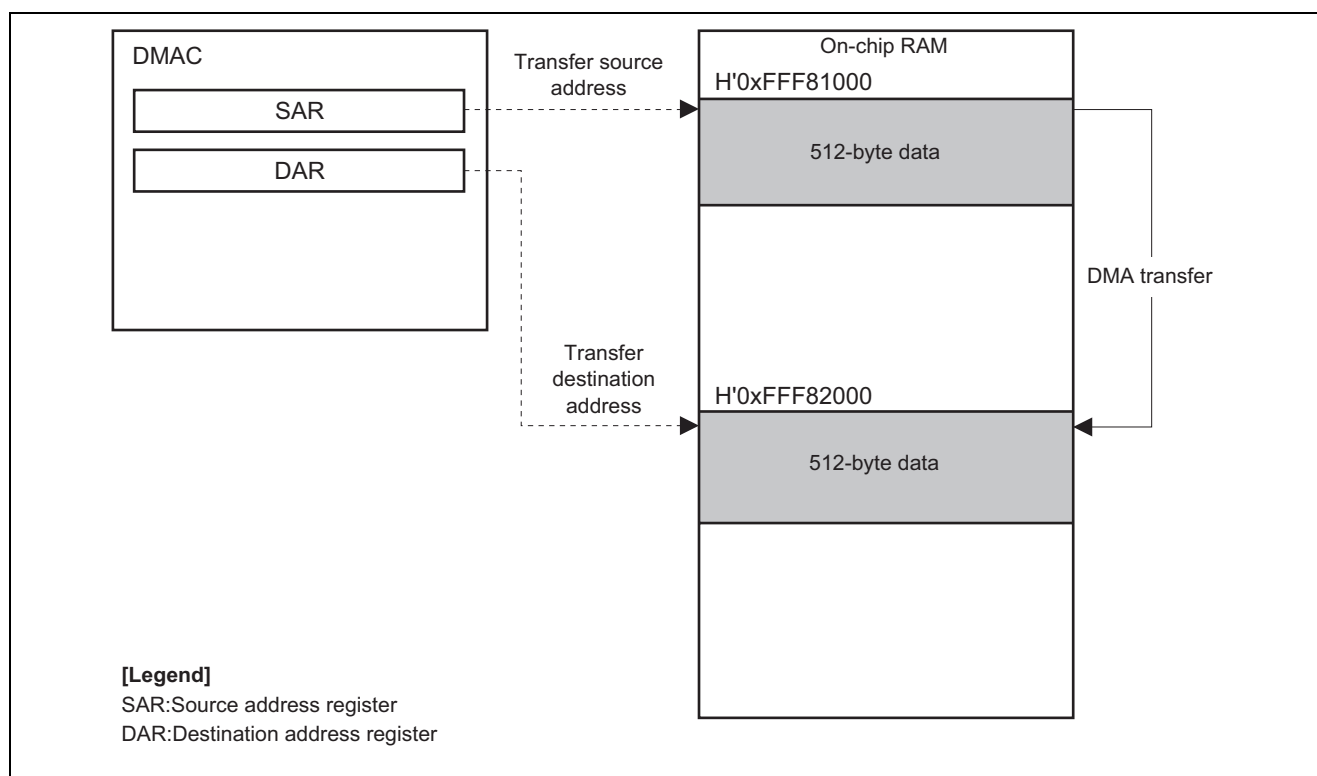 DMAC
SAR
DAR
Transfer source
address
Transfer
destination
address
On-chip RAM
H'0xFFF81000
512-byte data
H'0xFFF82000
512-byte data
DMA transfer
[Legend]
SAR:Source address register
DAR:Destination address register